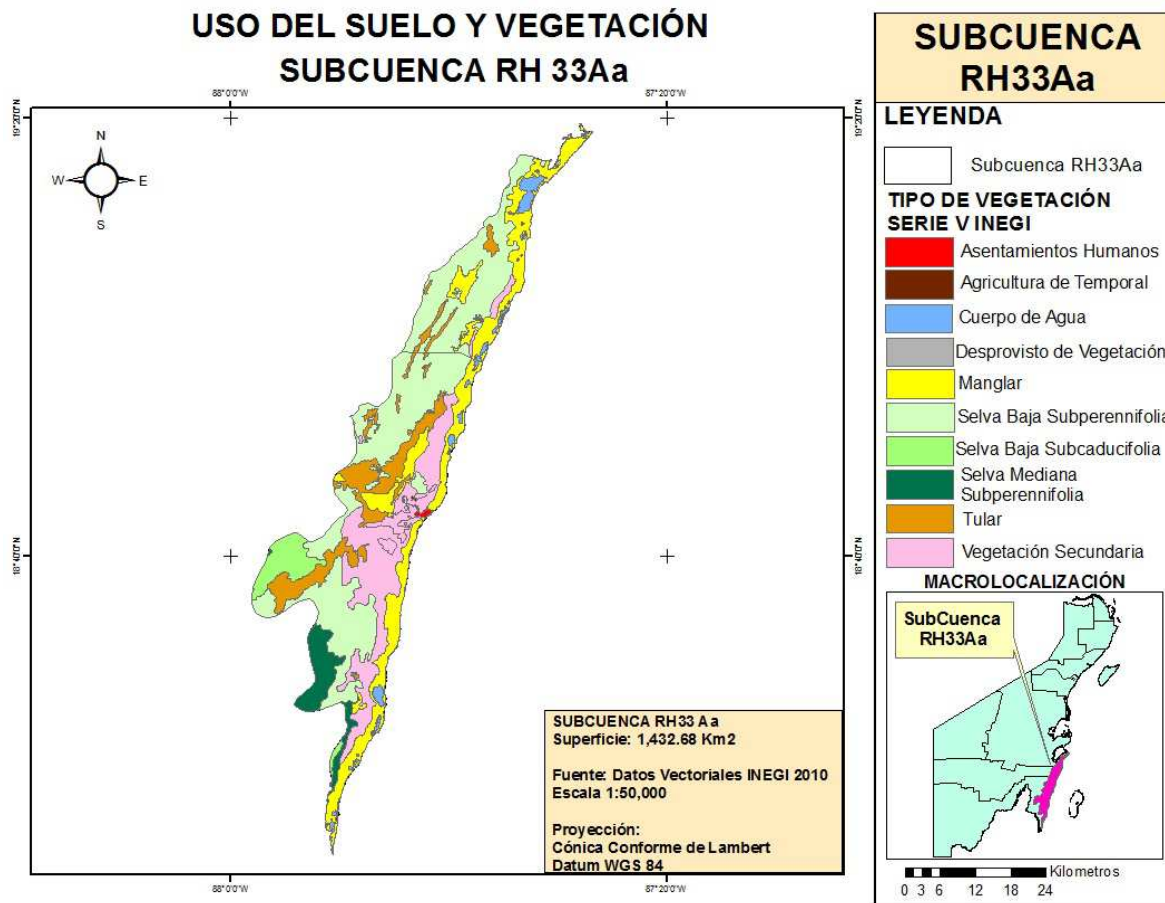 USO DEL SUELO Y VEGETACIÓN
SUBCUENCA RH 33Aa
88°0'0"W
87°20'0"W
19°20'0"N
19°20'0"N
N
W
E
S
18°40'0"N
18°40'0"N
88°0'0"W
87°20'0"W
SUBCUENCA RH33 Aa
Superficie: 1,432.68 Km2
Fuente: Datos Vectoriales INEGI 2010
Escala 1:50,000
Proyección:
Cónica Conforme de Lambert
Datum WGS 84
SUBCUENCA
RH33Aa
LEYENDA
Subcuenca RH33Aa
TIPO DE VEGETACIÓN
SERIE V INEGI
Asentamientos Humanos
Agricultura de Temporal
Cuerpo de Agua
Desprovisto de Vegetación
Manglar
Selva Baja Subperennifolia
Selva Baja Subcaducifolia
Selva Mediana
Subperennifolia
Tular
Vegetación Secundaria
MACROLOCALIZACIÓN
SubCuenca
RH33Aa
Kilometros
0 3 6 12 18 24